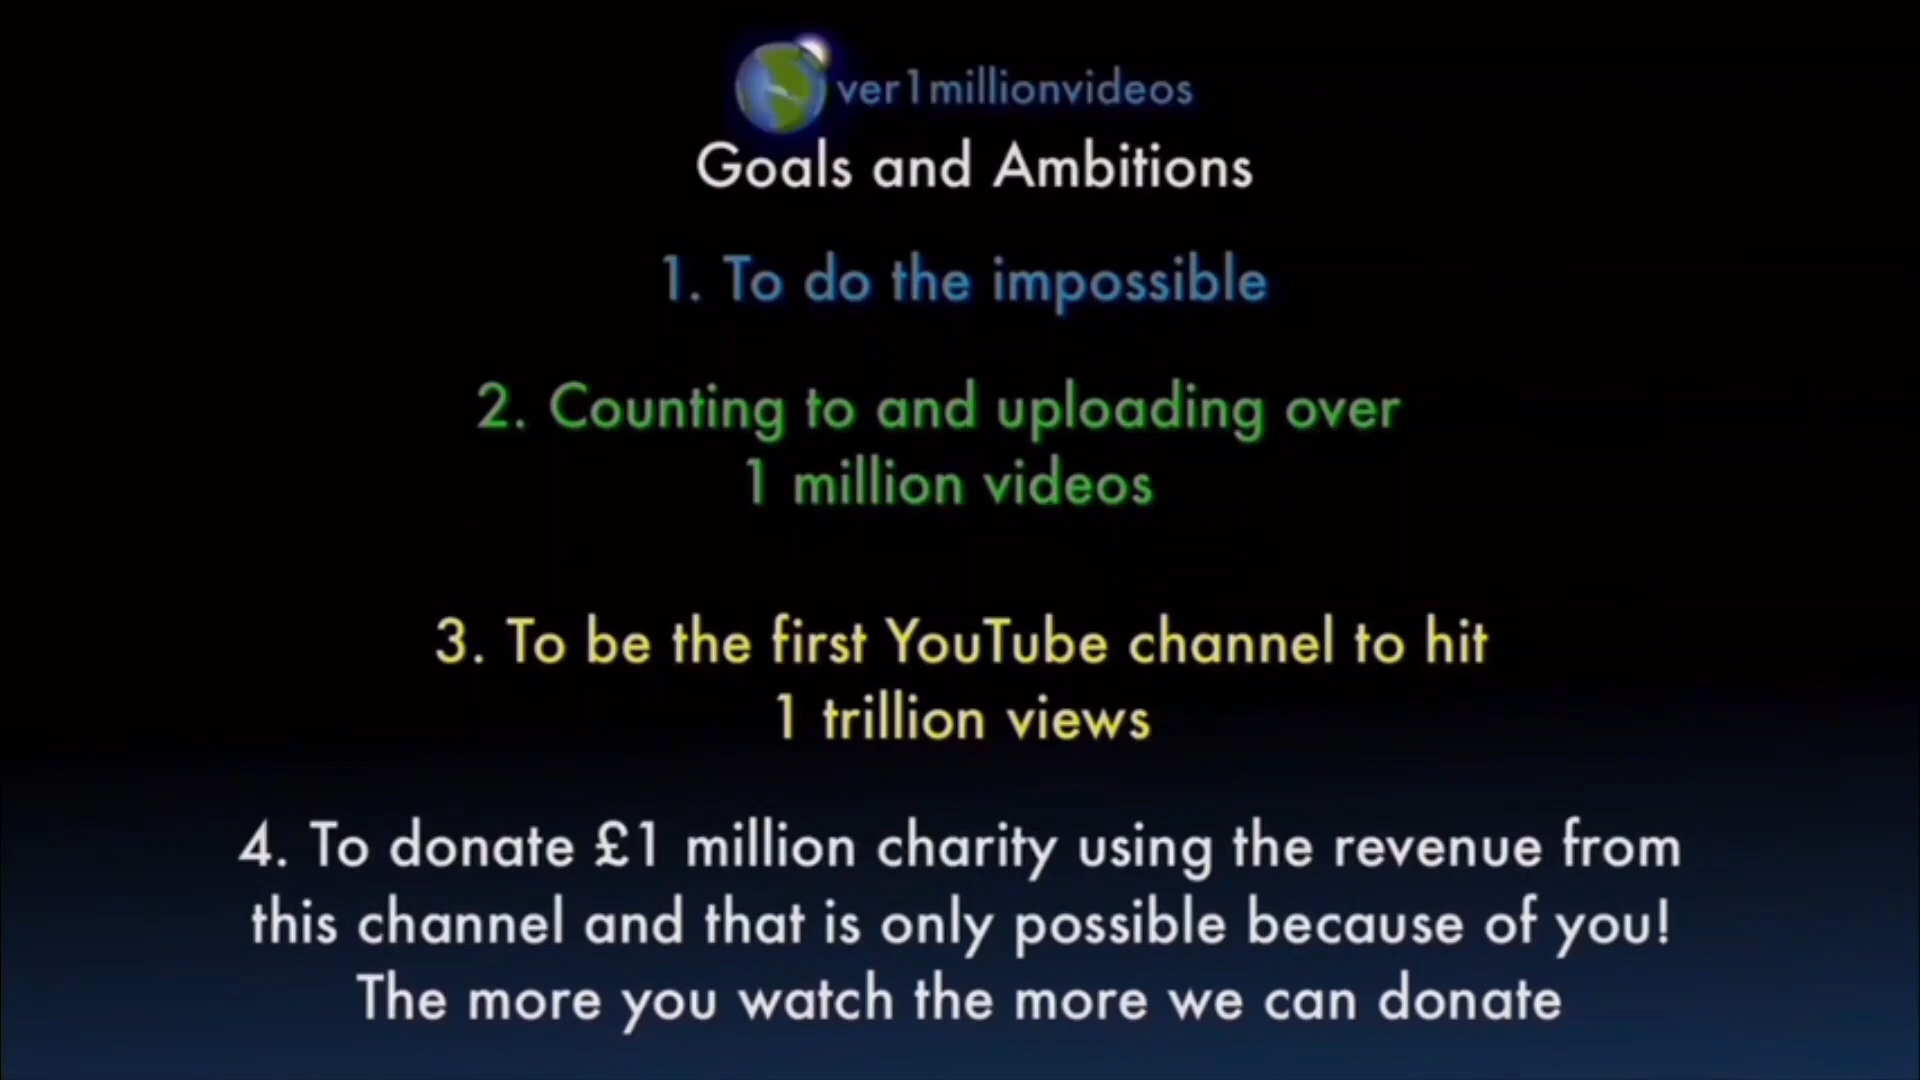 ver1millionvideos
Goals and Ambitions
1. To do the impossible
2. Counting to and uploading over
1 million videos
3. To be the first YouTube channel to hit
1 trillion views
4. To donate £1 million charity using the revenue from
this channel and that is only possible because of you!
The more you watch the more we can donate